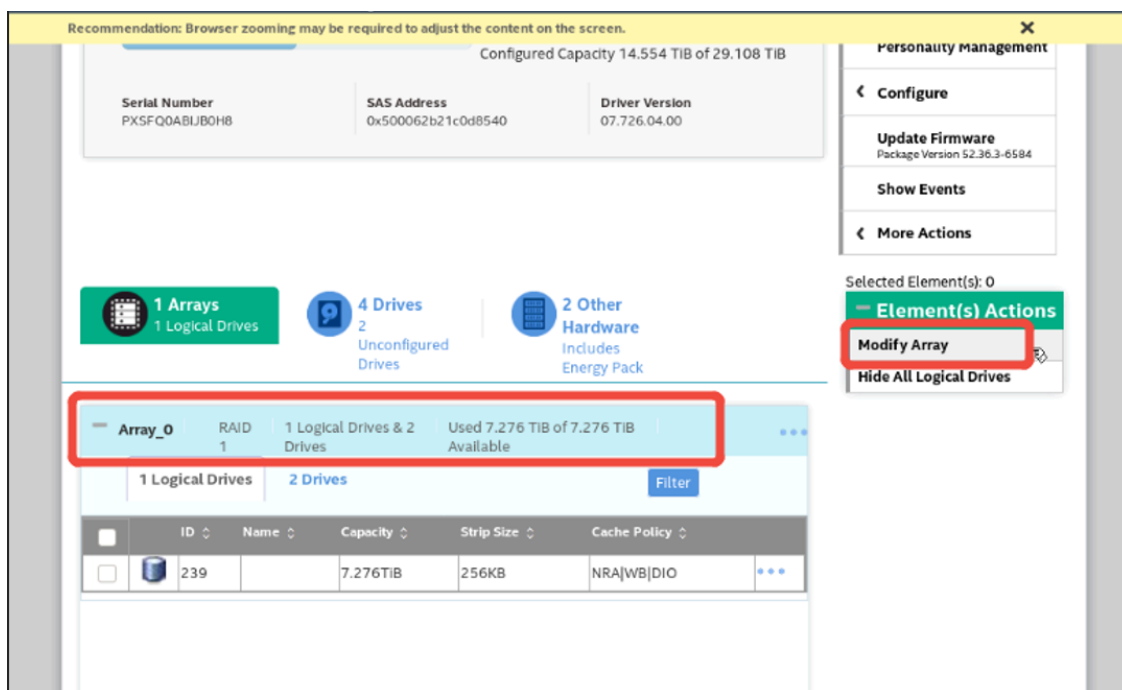 Recommendation: Browser zooming may be required to adjust the content on the screen.
Configured Capacity 14.554 TiB of 29.108 TiB
Serial Number
PXSFQ0ABIJB0H8
SAS Address
0x500062b21c0d8540
Driver Version
07.726.04.00
Personality Management
Configure
Update Firmware
Package Version 52.36.3-6584
Show Events
More Actions
1 Arrays
1 Logical Drives
4 Drives
2
Unconfigured
Drives
2 Other
Hardware
Includes
Energy Pack
Selected Element(s): 0
Element(s) Actions
Modify Array
Hide All Logical Drives
Array_0
RAID
1
1 Logical Drives & 2
Drives
Used 7.276 TiB of 7.276 TiB
Available
1 Logical Drives
2 Drives
Filter
ID Name Capacity Strip Size Cache Policy
239 7.276TiB 256KB NRA|WB|DIO